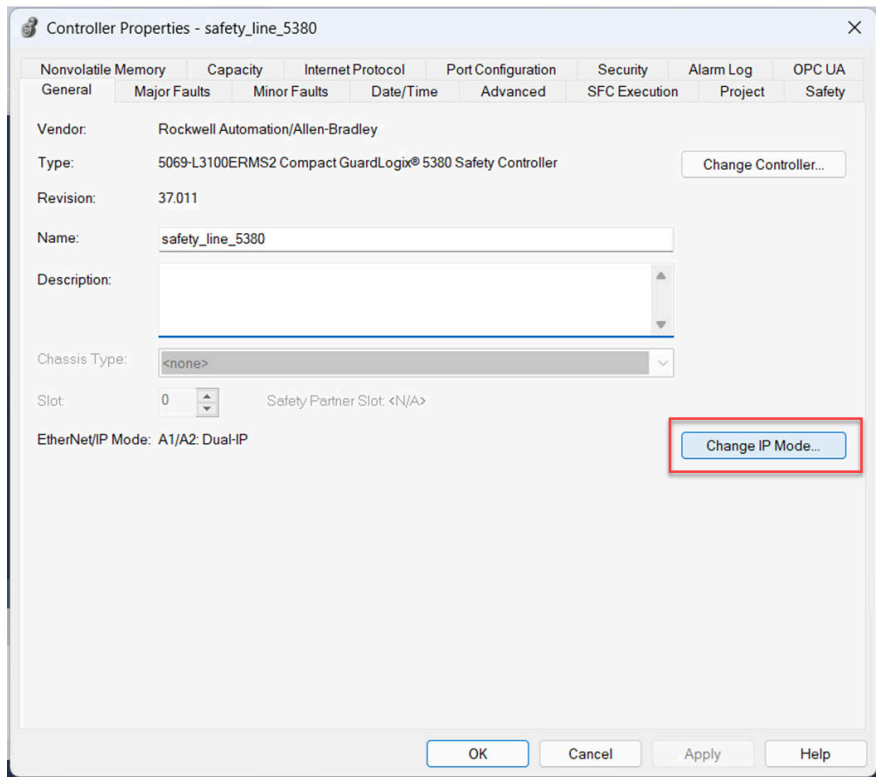 Controller Properties - safety_line_5380
Nonvolatile Memory Capacity Internet Protocol Port Configuration Security Alarm Log OPC UA
General Major Faults Minor Faults Date/Time Advanced SFC Execution Project Safety
Vendor: Rockwell Automation/Allen-Bradley
Type: 5069-L3100ERMS2 Compact GuardLogix® 5380 Safety Controller Change Controller...
Revision: 37.011
Name: safety_line_5380
Description:
Chassis Type: <none>
Slot: 0 Safety Partner Slot: <N/A>
EtherNet/IP Mode: A1/A2: Dual-IP Change IP Mode...
OK Cancel Apply Help